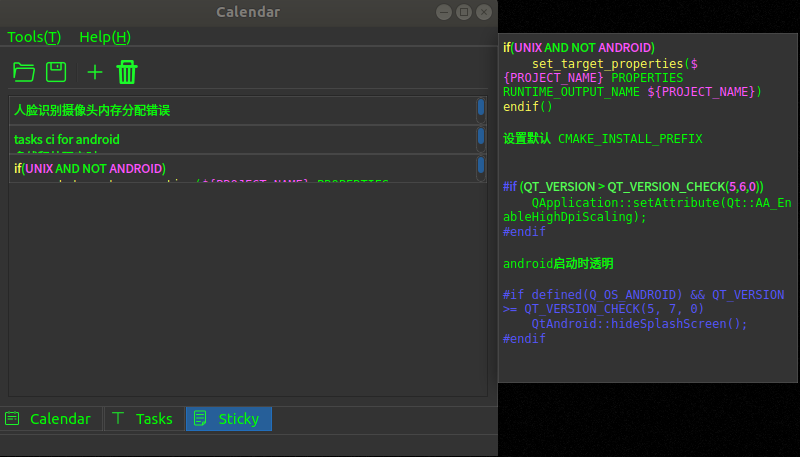 Calendar
Tools(T) Help(H)
人脸识别摄像头内存分配错误
tasks ci for android
if(UNIX AND NOT ANDROID)
Calendar
Tasks
Sticky
if(UNIX AND NOT ANDROID)
set_target_properties($
{PROJECT_NAME} PROPERTIES
RUNTIME_OUTPUT_NAME ${PROJECT_NAME})
endif()
设置默认 CMAKE_INSTALL_PREFIX
#if (QT_VERSION > QT_VERSION_CHECK(5,6,0))
QApplication::setAttribute(Qt::AA_En
ableHighDpiScaling);
#endif
android启动时透明
#if defined(Q_OS_ANDROID) && QT_VERSION
>= QT_VERSION_CHECK(5, 7, 0)
QtAndroid::hideSplashScreen();
#endif